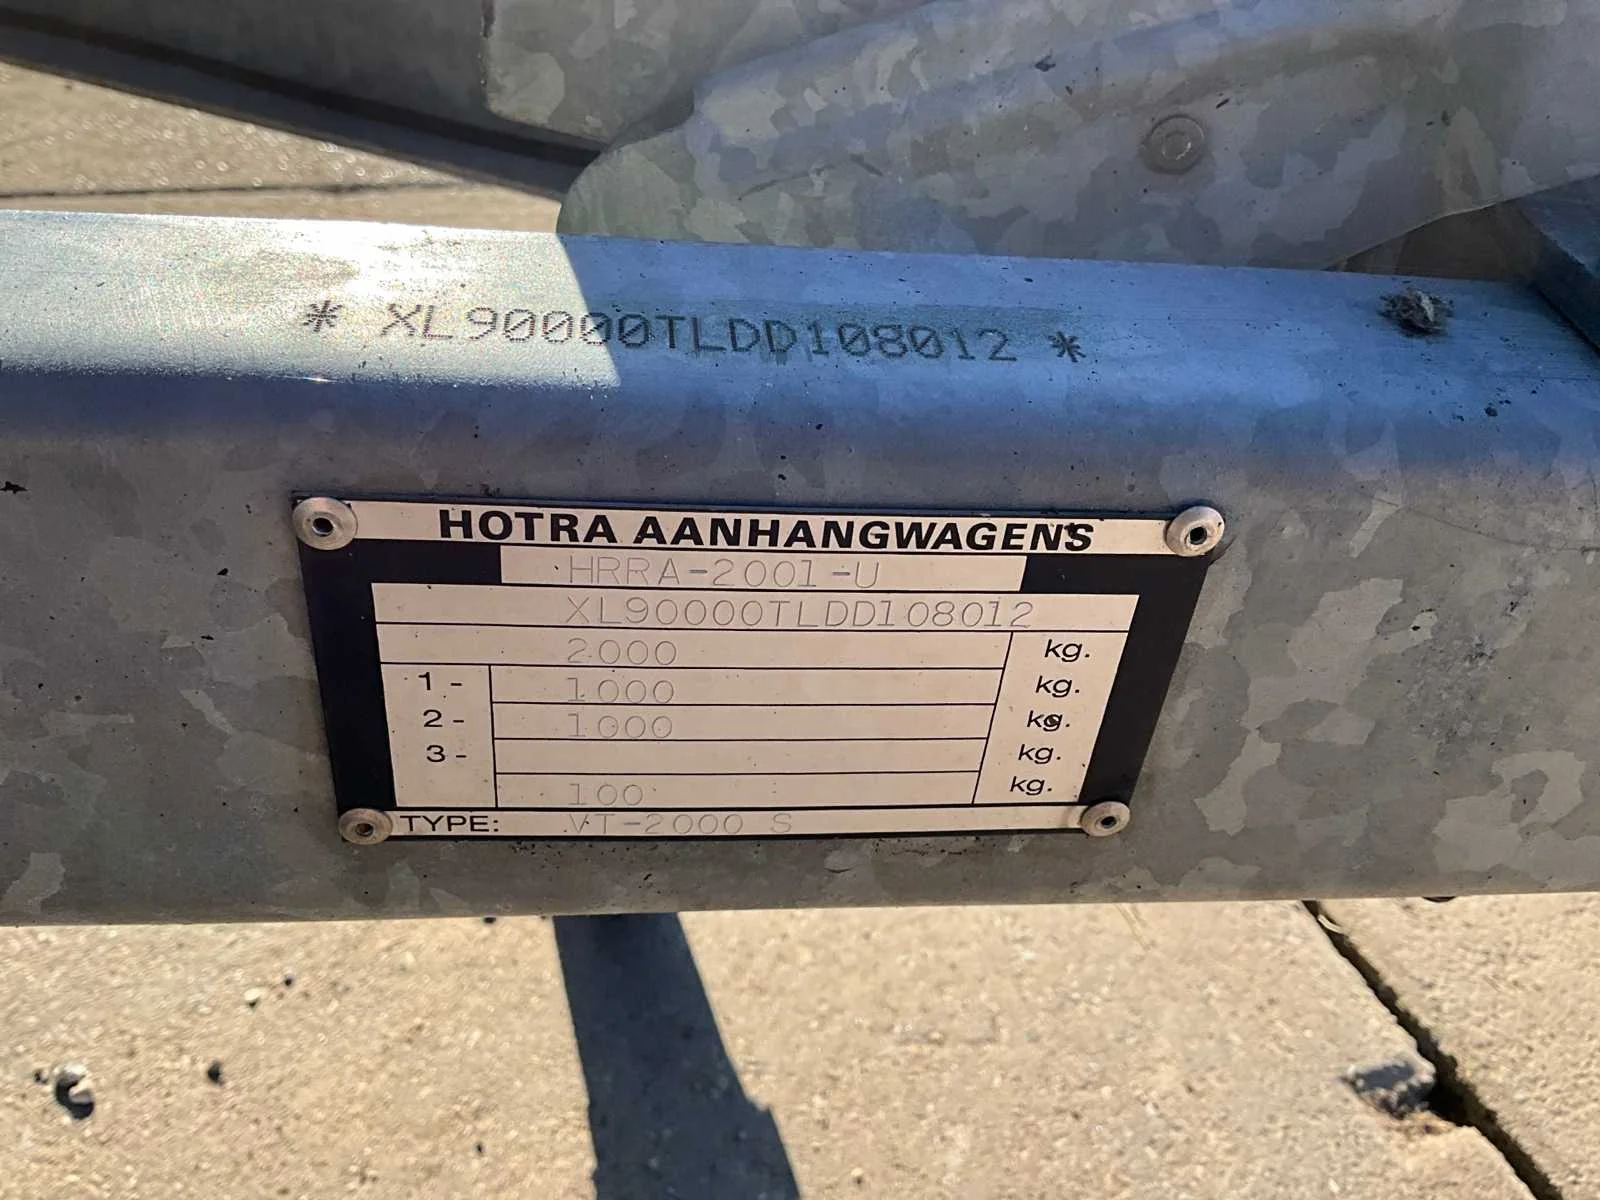 * XL90000TLDD108012 *
HOTRA AANHANGWAGENS
HRRA-2001-U
XL90000TLDD108012
2000 kg.
1 - 1000 kg.
2 - 1000 kg.
3 - kg.
100 kg.
TYPE: VT-2000 S